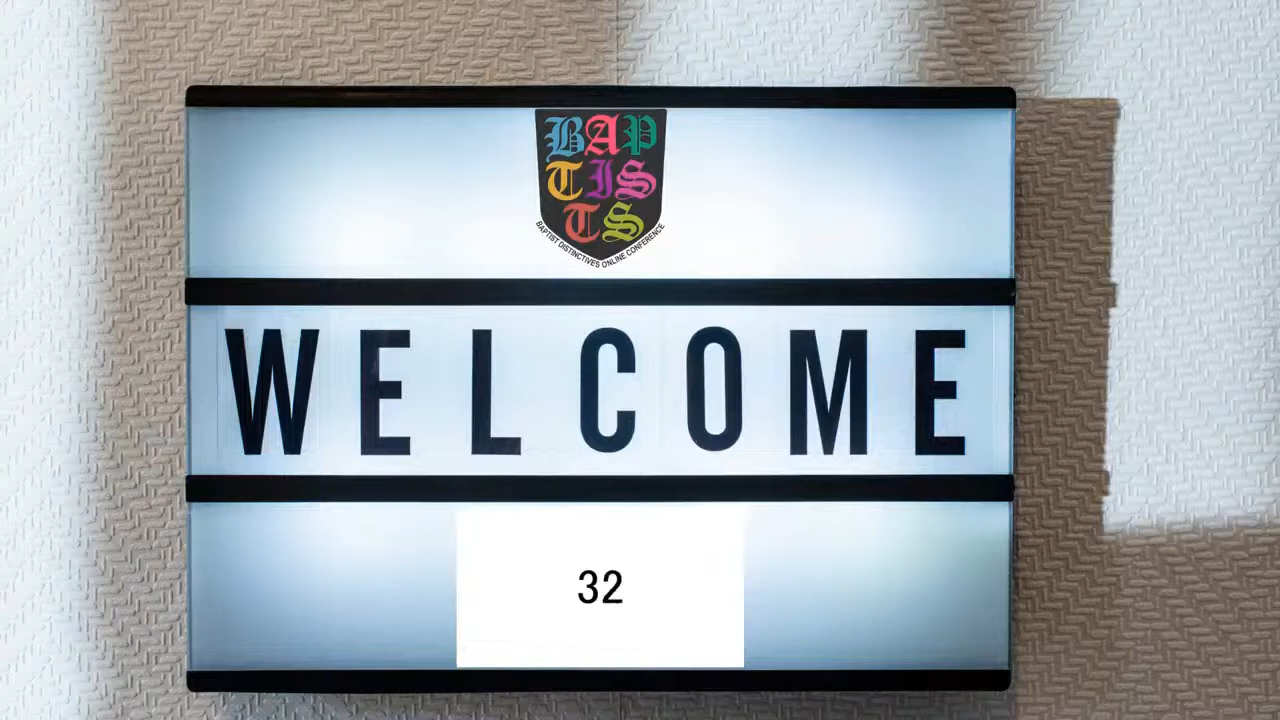 BAP
TIS
TS
BAPTIST DISTINCTIVES ONLINE CONFERENCE
WELCOME
32